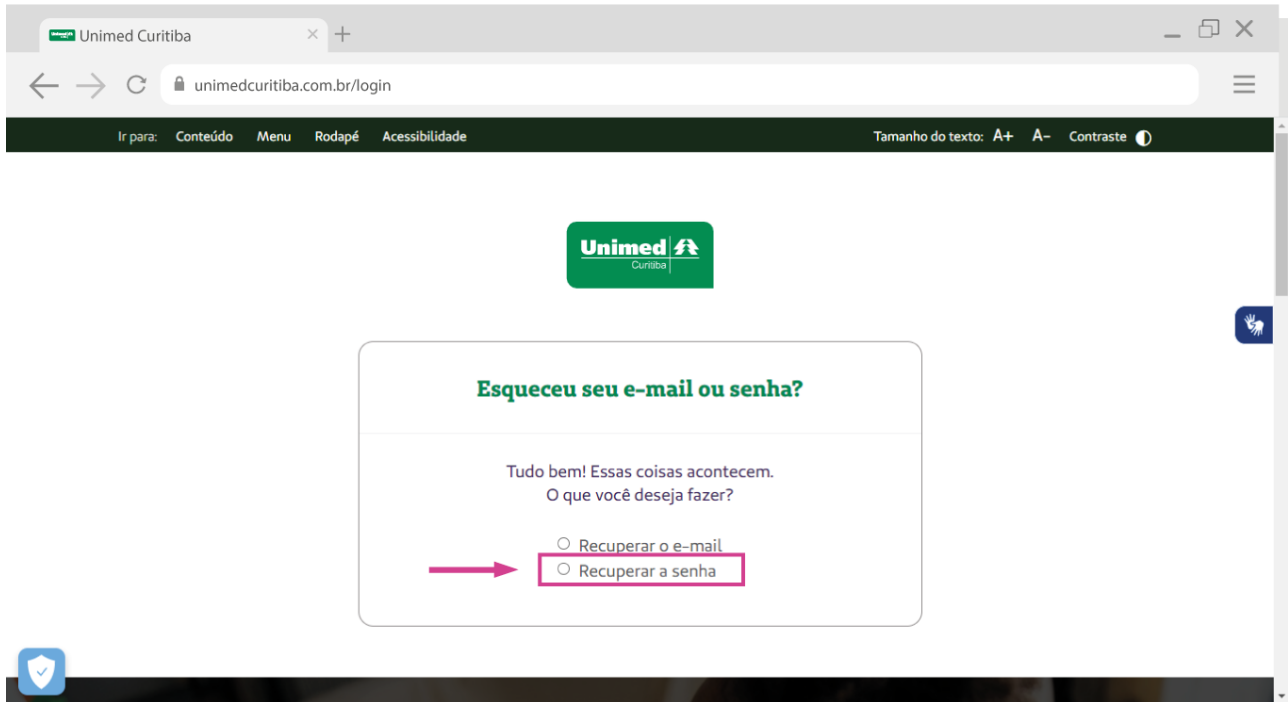 Unimed Curitiba
unimedcuritiba.com.br/login
Ir para: Conteúdo Menu Rodapé Acessibilidade Tamanho do texto: A+ A- Contraste
Unimed
Curitiba
Esqueceu seu e-mail ou senha?
Tudo bem! Essas coisas acontecem.
O que você deseja fazer?
Recuperar o e-mail
Recuperar a senha